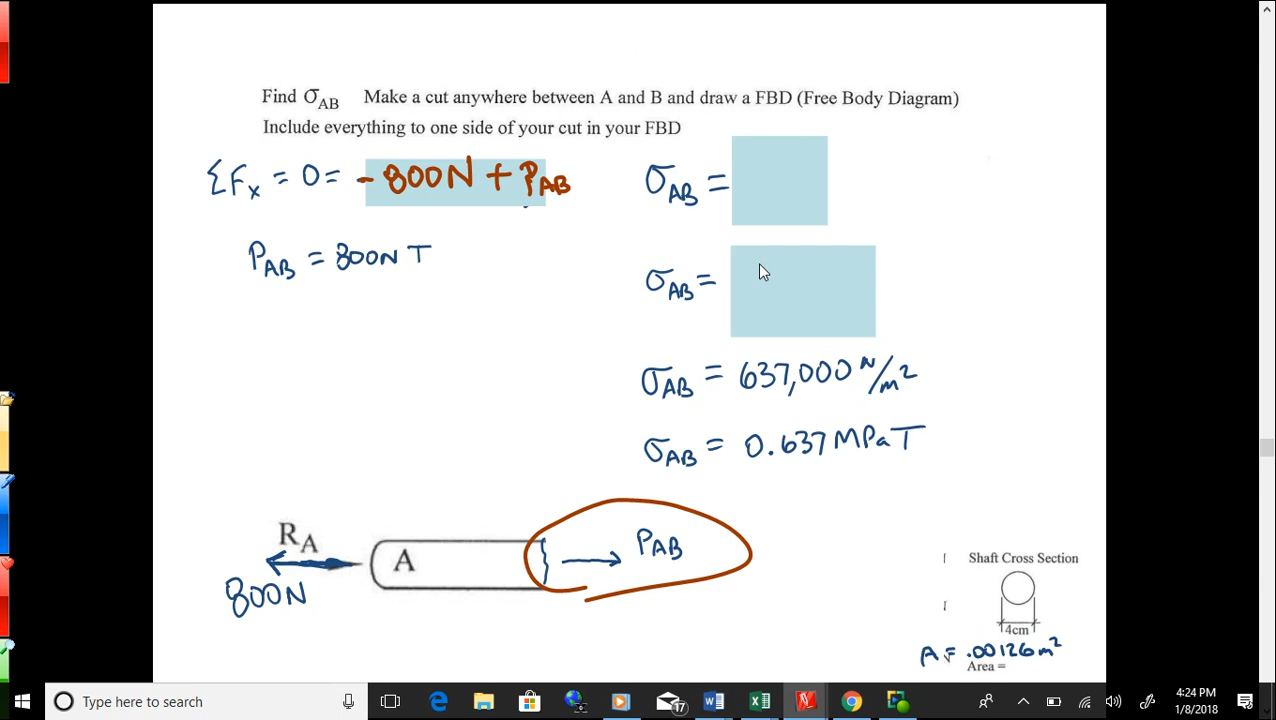 Find σAB Make a cut anywhere between A and B and draw a FBD (Free Body Diagram)
Include everything to one side of your cut in your FBD
ΣFx = 0 = - 800N + PAB
PAB = 800N T
σAB =
σAB =
σAB = 637,000 N/m²
σAB = 0.637 MPa T
RA
800N
A
PAB
Shaft Cross Section
4cm
A = .00126m²
Area =
Type here to search
17
4:24 PM
1/8/2018